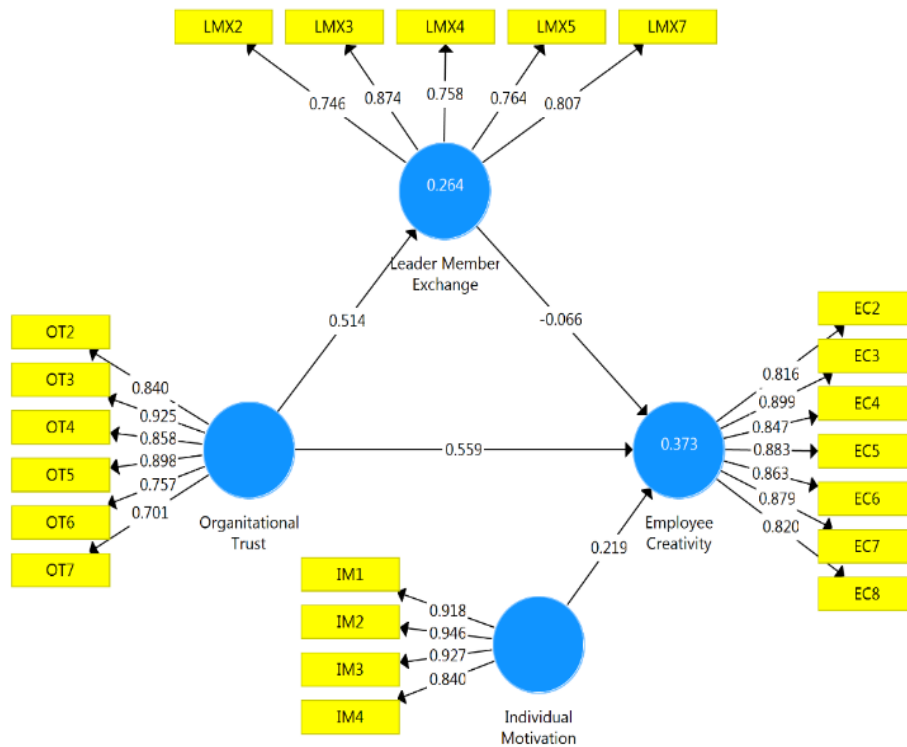 LMX2 LMX3 LMX4 LMX5 LMX7
0.746 0.874 0.758 0.764 0.807
0.264
Leader Member
Exchange
0.514
-0.066
OT2
OT3
OT4
OT5
OT6
OT7
0.840
0.925
0.858
0.898
0.757
0.701
Organitational
Trust
0.559
EC2
EC3
EC4
EC5
EC6
EC7
EC8
0.816
0.899
0.847
0.883
0.863
0.879
0.820
0.373
Employee
Creativity
0.219
IM1
IM2
IM3
IM4
0.918
0.946
0.927
0.840
Individual
Motivation